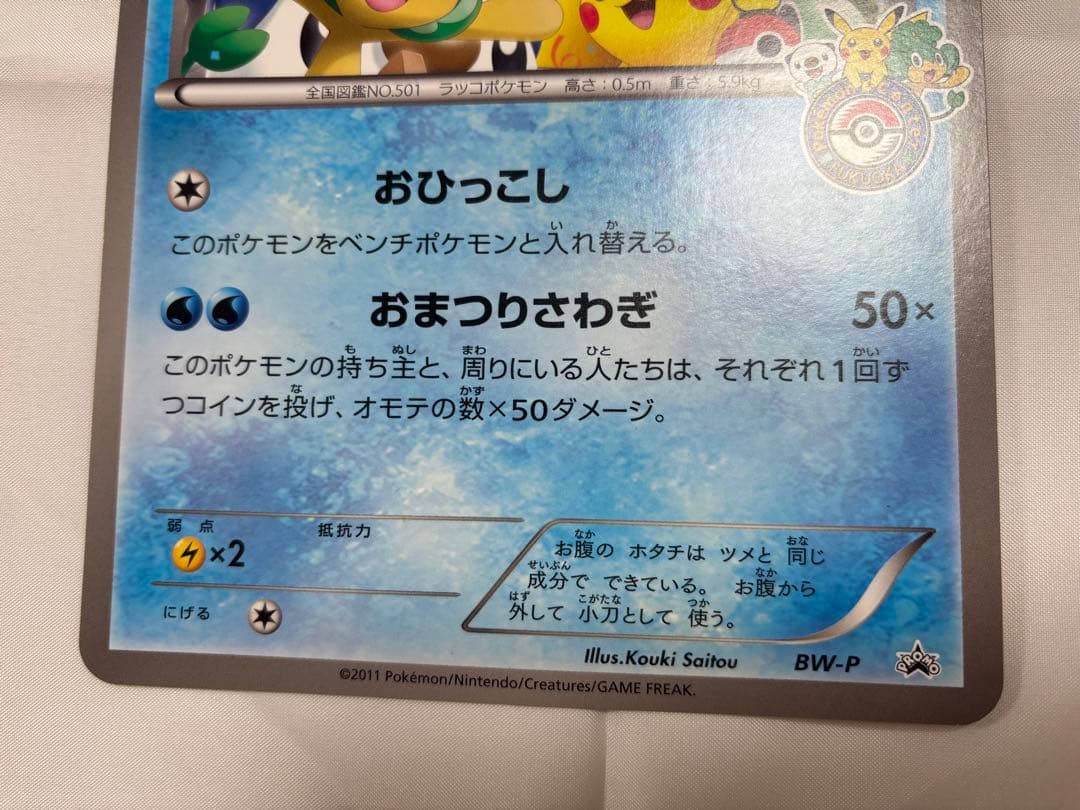 全国図鑑NO.501 ラッコポケモン 高さ:0.5m 重さ:5.9kg
Pokémon Center
FUKUOKA
おひっこし
このポケモンをベンチポケモンと入れ替える。
おまつりさわぎ 50×
このポケモンの持ち主と、周りにいる人たちは、それぞれ1回ず
つコインを投げ、オモテの数×50ダメージ。
弱点 抵抗力
×2
にげる
お腹の ホタチは ツメと 同じ
成分で できている。 お腹から
外して 小刀として 使う。
Illus.Kouki Saitou BW-P PROMO
©2011 Pokémon/Nintendo/Creatures/GAME FREAK.